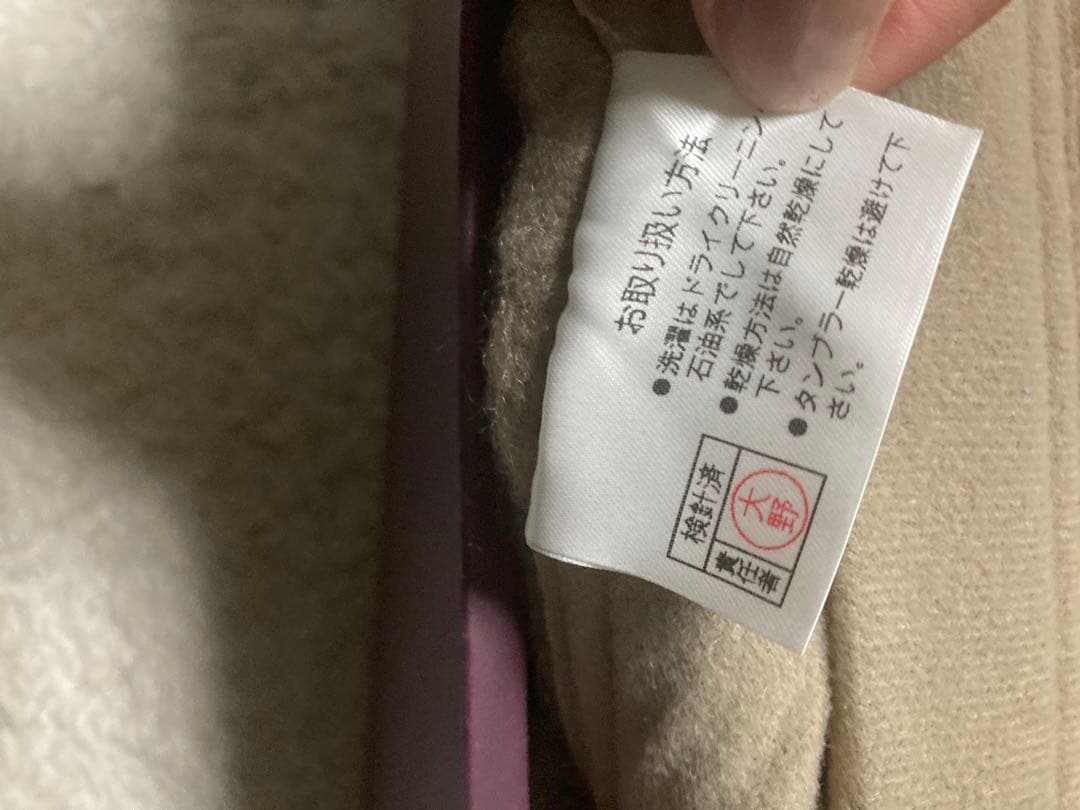 お取り扱い方法
●洗濯はドライクリーニン
石油系でして下さい。
●乾燥方法は自然乾燥にして
下さい。
●タンブラー乾燥は避けて下
さい。
検針済
責任者
大野